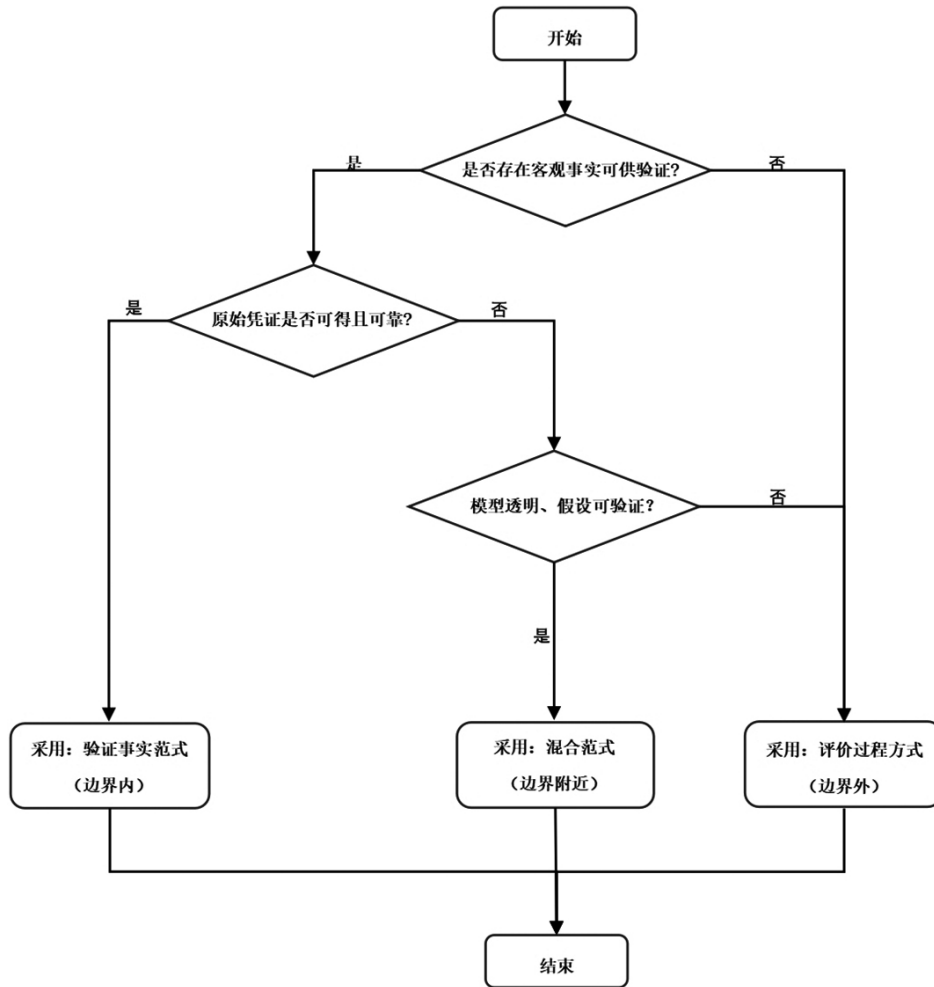 开始
是否存在客观事实可供验证?
是
否
原始凭证是否可得且可靠?
是
否
模型透明、假设可验证?
否
是
采用：验证事实范式
（边界内）
采用：混合范式
（边界附近）
采用：评价过程方式
（边界外）
结束